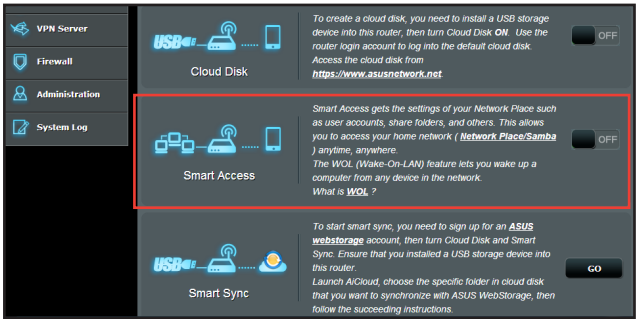 VPN Server
Firewall
Administration
System Log
USB
Cloud Disk
To create a cloud disk, you need to install a USB storage
device into this router, then turn Cloud Disk ON. Use the
router login account to log into the default cloud disk.
Access the cloud disk from
https://www.asusnetwork.net.
OFF
Smart Access
Smart Access gets the settings of your Network Place such
as user accounts, share folders, and others. This allows
you to access your home network ( Network Place/Samba
) anytime, anywhere.
The WOL (Wake-On-LAN) feature lets you wake up a
computer from any device in the network.
What is WOL ?
OFF
USB
Smart Sync
To start smart sync, you need to sign up for an ASUS
webstorage account, then turn Cloud Disk and Smart
Sync. Ensure that you installed a USB storage device into
this router.
Launch AiCloud, choose the specific folder in cloud disk
that you want to synchronize with ASUS WebStorage, then
follow the succeeding instructions.
GO